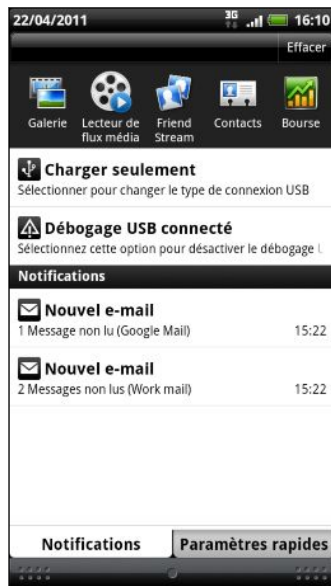 22/04/2011 3G 16:10
Effacer
Galerie Lecteur de Friend Contacts Bourse
flux média Stream
Charger seulement
Sélectionner pour changer le type de connexion USB
Débogage USB connecté
Sélectionnez cette option pour désactiver le débogage
Notifications
Nouvel e-mail
1 Message non lu (Google Mail) 15:22
Nouvel e-mail
2 Messages non lus (Work mail) 15:22
Notifications Paramètres rapides